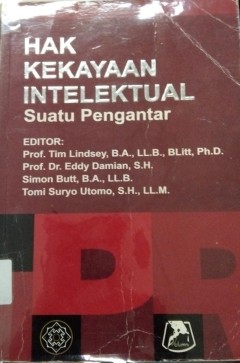 HAK
KEKAYAAN
INTELEKTUAL
Suatu Pengantar
EDITOR:
Prof. Tim Lindsey, B.A., LL.B., BLitt, Ph.D.
Prof. Dr. Eddy Damian, S.H.
Simon Butt, B.A., LL.B.
Tomi Suryo Utomo, S.H., LL.M.